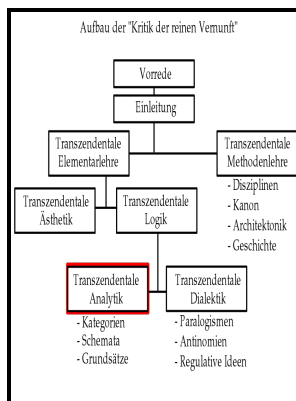 Aufbau der "Kritik der reinen Vernunft"
Vorrede
Einleitung
Transzendentale
Elementarlehre
Transzendentale
Methodenlehre
- Disziplinen
- Kanon
- Architektonik
- Geschichte
Transzendentale
Ästhetik
Transzendentale
Logik
Transzendentale
Analytik
- Kategorien
- Schemata
- Grundsätze
Transzendentale
Dialektik
- Paralogismen
- Antinomien
- Regulative Ideen